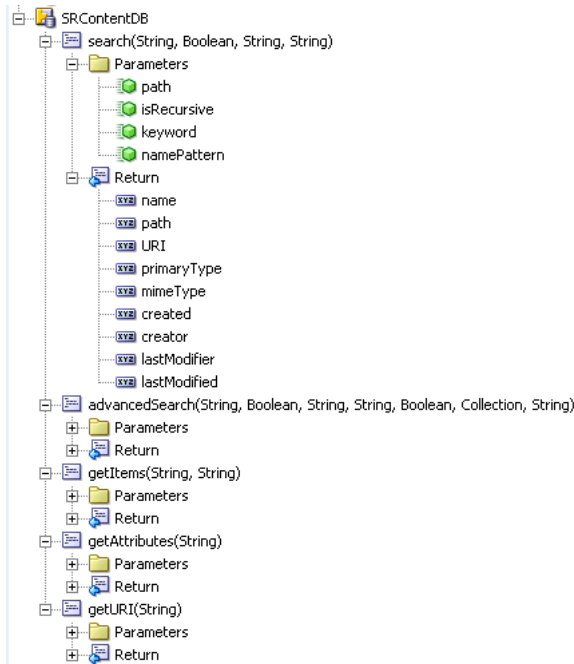 SRContentDB
search(String, Boolean, String, String)
Parameters
path
isRecursive
keyword
namePattern
Return
name
path
URI
primaryType
mimeType
created
creator
lastModifier
lastModified
advancedSearch(String, Boolean, String, String, Boolean, Collection, String)
Parameters
Return
getItems(String, String)
Parameters
Return
getAttributes(String)
Parameters
Return
getURI(String)
Parameters
Return